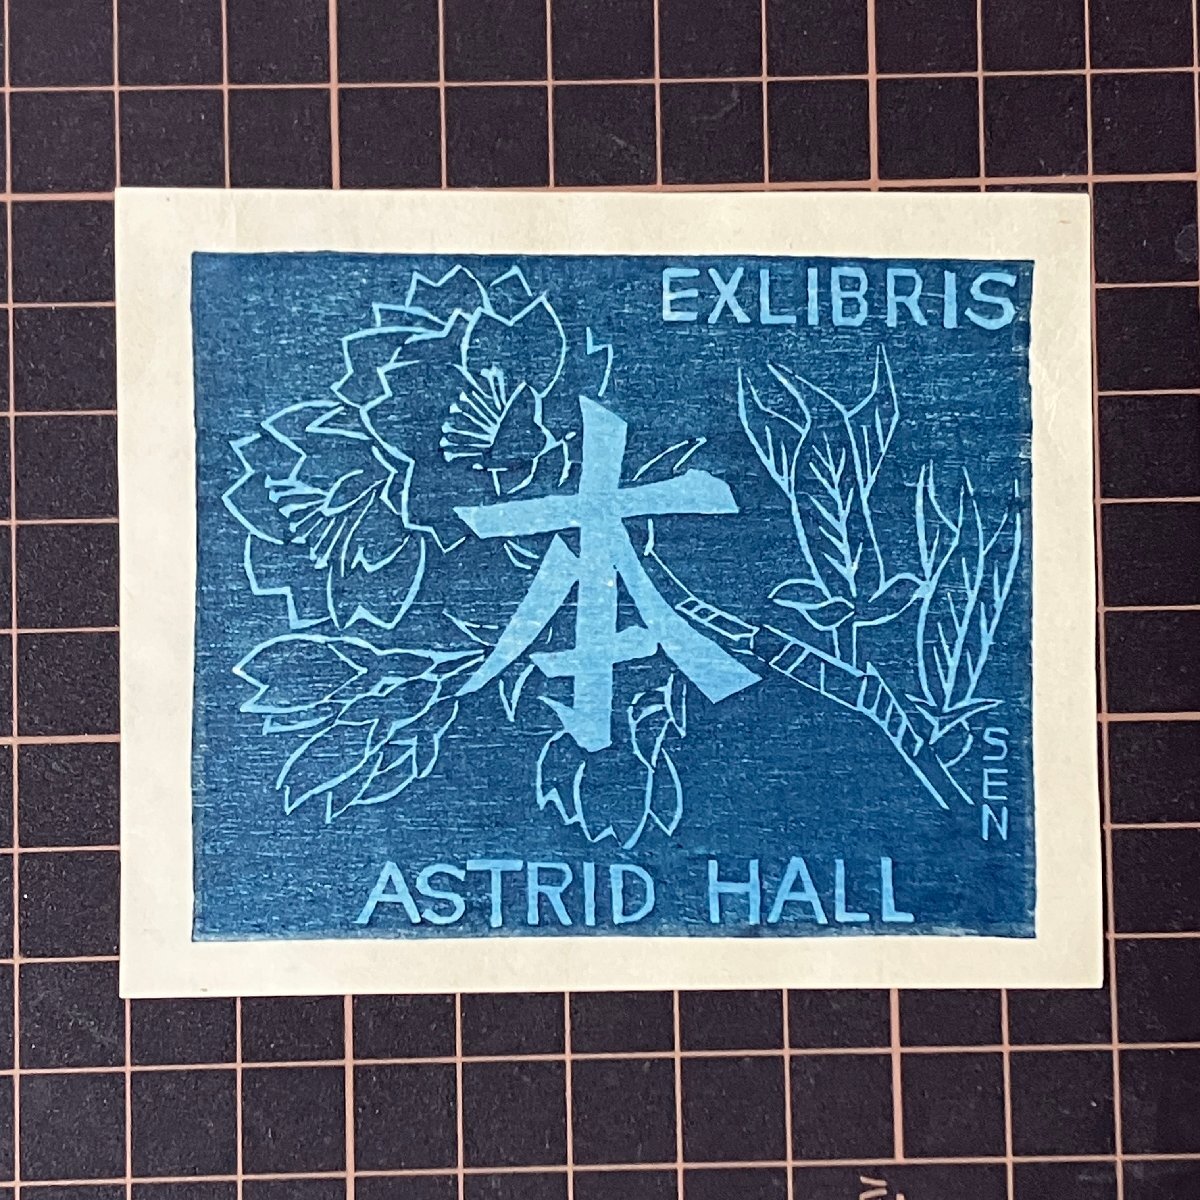 EXLIBRIS
本
SEN
ASTRID HALL